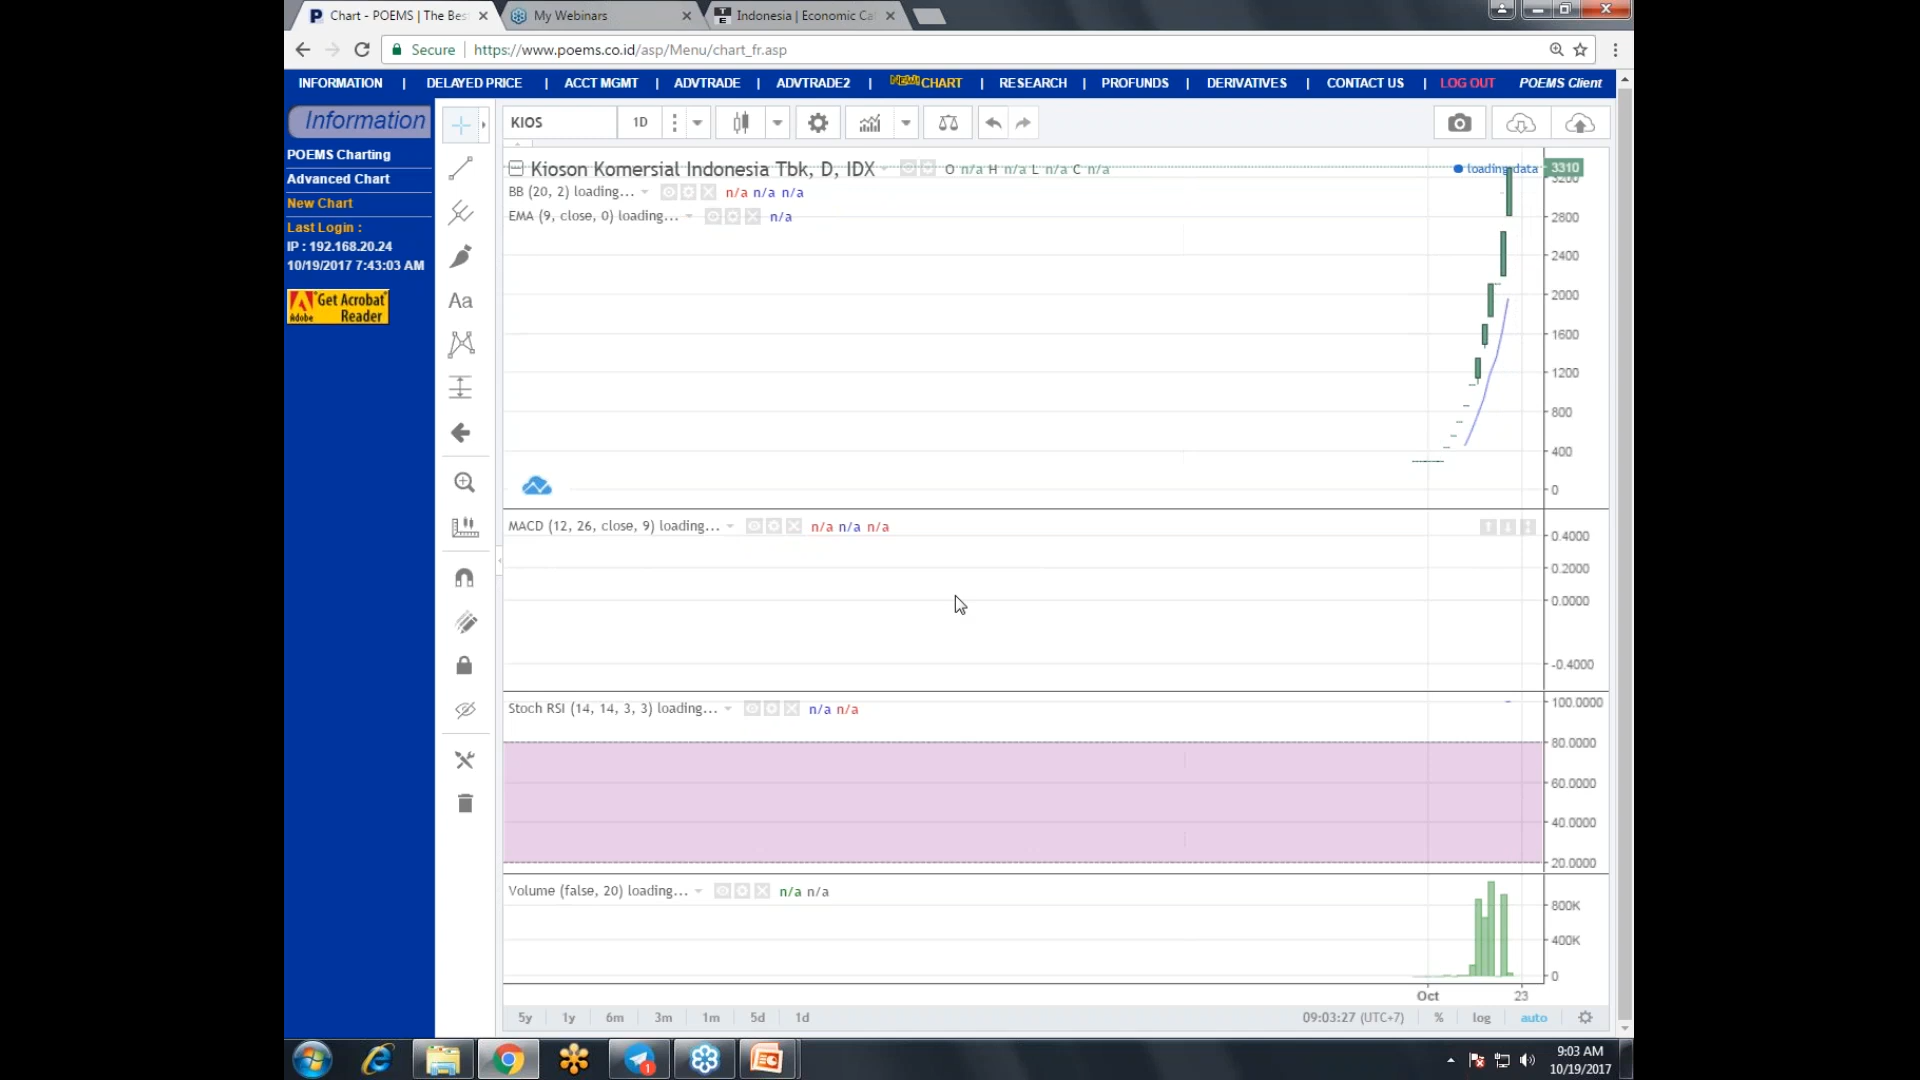 Chart - POEMS | The Bes
My Webinars
Indonesia | Economic Ca
Secure
https://www.poems.co.id/asp/Menu/chart_fr.asp
INFORMATION | DELAYED PRICE | ACCT MGMT | ADVTRADE | ADVTRADE2 | NEW! CHART | RESEARCH | PROFUNDS | DERIVATIVES | CONTACT US | LOG OUT POEMS Client
Information
POEMS Charting
Advanced Chart
New Chart
Last Login :
IP : 192.168.20.24
10/19/2017 7:43:03 AM
Get Acrobat
Adobe Reader
Aa
KIOS 1D
Kioson Komersial Indonesia Tbk, D, IDX O n/a H n/a L n/a C n/a
loading data
BB (20, 2) loading... n/a n/a n/a
EMA (9, close, 0) loading... n/a
3310
3200
2800
2400
2000
1600
1200
800
400
0
MACD (12, 26, close, 9) loading... n/a n/a n/a
0.4000
0.2000
0.0000
-0.4000
Stoch RSI (14, 14, 3, 3) loading... n/a n/a
100.0000
80.0000
60.0000
40.0000
20.0000
Volume (false, 20) loading... n/a n/a
800K
400K
0
Oct 23
5y 1y 6m 3m 1m 5d 1d
09:03:27 (UTC+7) % log auto
1
9:03 AM
10/19/2017